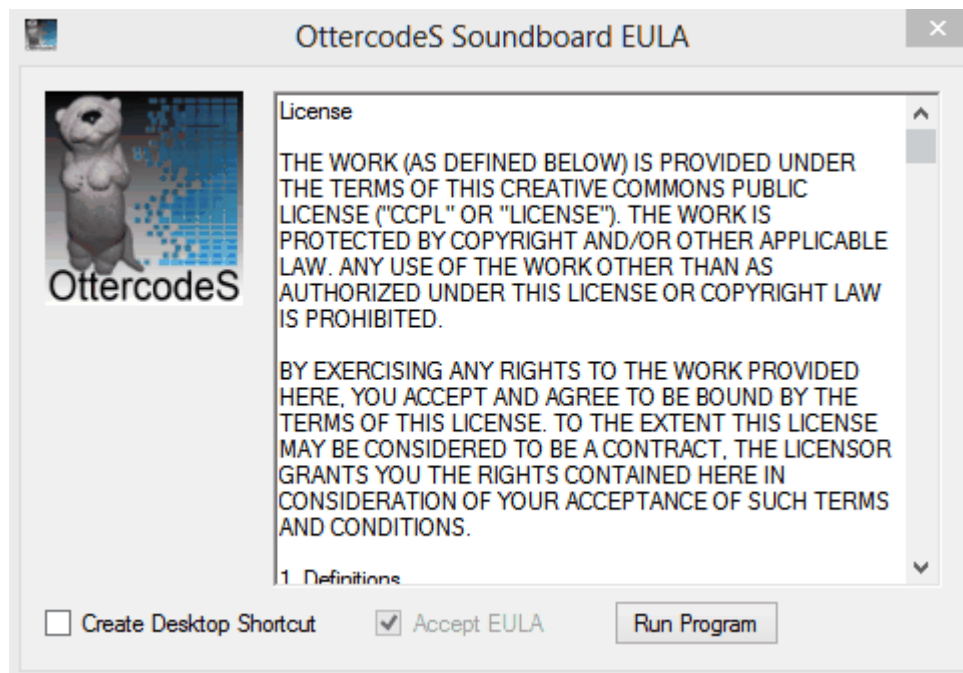 OttercodeS Soundboard EULA
OttercodeS
License
THE WORK (AS DEFINED BELOW) IS PROVIDED UNDER
THE TERMS OF THIS CREATIVE COMMONS PUBLIC
LICENSE ("CCPL" OR "LICENSE"). THE WORK IS
PROTECTED BY COPYRIGHT AND/OR OTHER APPLICABLE
LAW. ANY USE OF THE WORK OTHER THAN AS
AUTHORIZED UNDER THIS LICENSE OR COPYRIGHT LAW
IS PROHIBITED.
BY EXERCISING ANY RIGHTS TO THE WORK PROVIDED
HERE, YOU ACCEPT AND AGREE TO BE BOUND BY THE
TERMS OF THIS LICENSE. TO THE EXTENT THIS LICENSE
MAY BE CONSIDERED TO BE A CONTRACT, THE LICENSOR
GRANTS YOU THE RIGHTS CONTAINED HERE IN
CONSIDERATION OF YOUR ACCEPTANCE OF SUCH TERMS
AND CONDITIONS.
1. Definitions
Create Desktop Shortcut
Accept EULA
Run Program